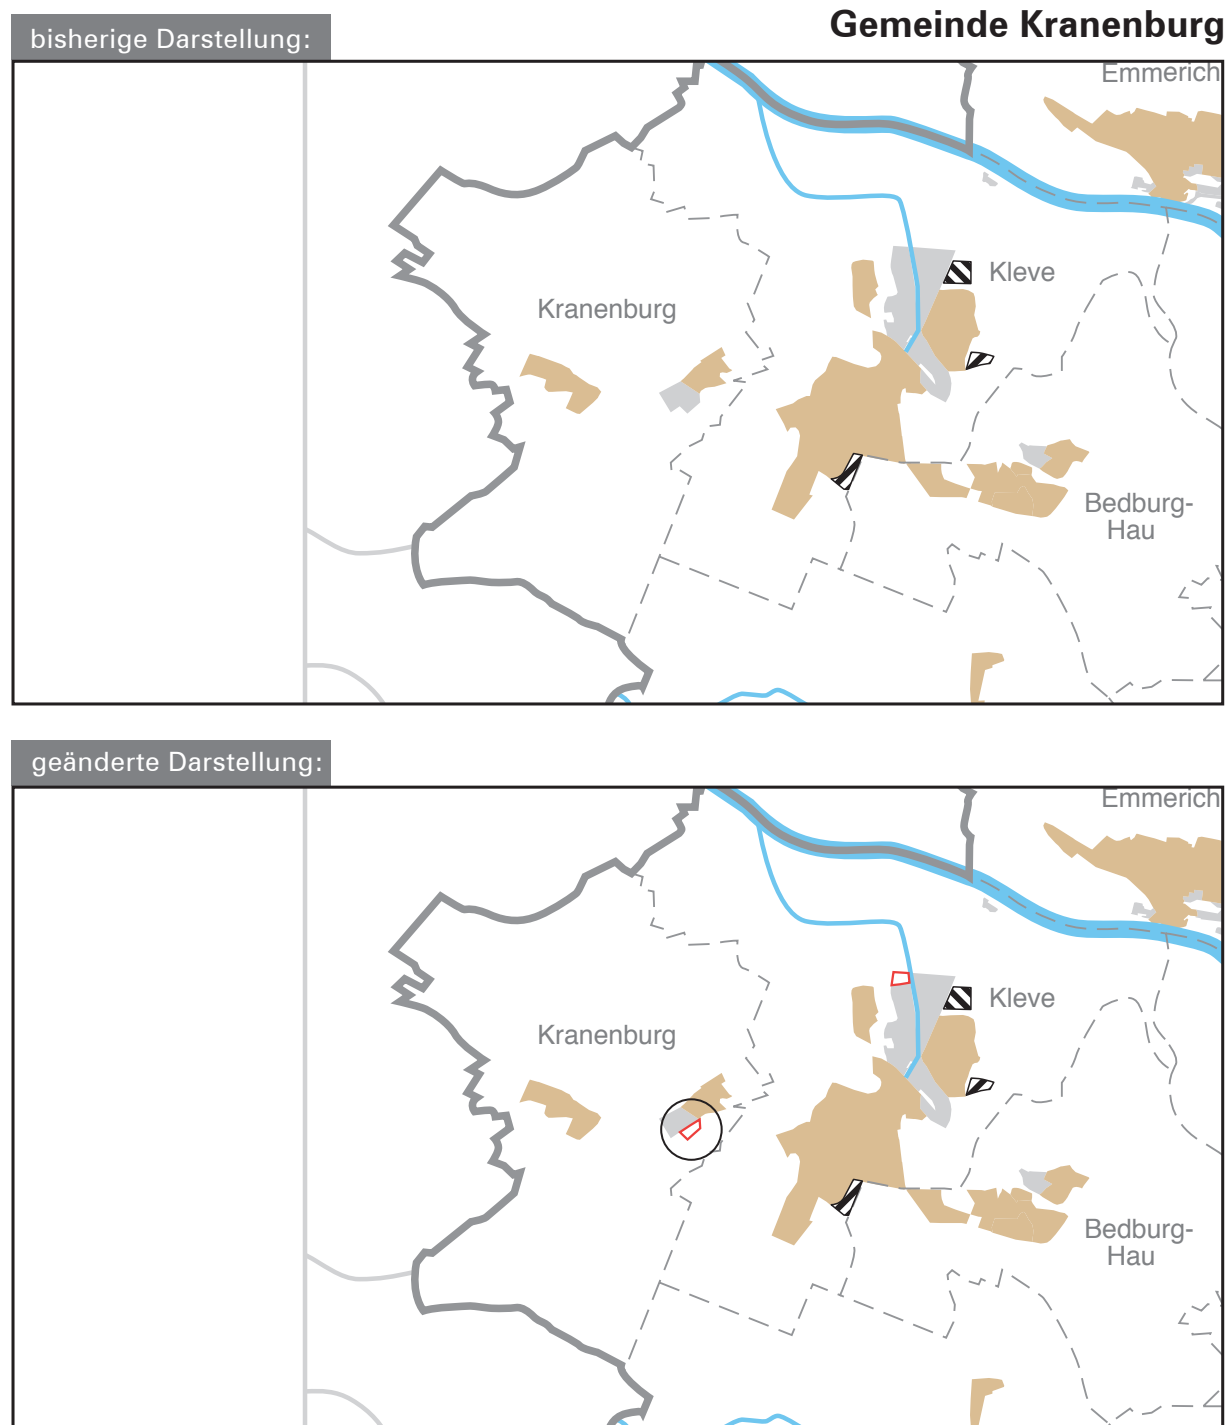 Gemeinde Kranenburg
bisherige Darstellung:
Emmerich
Kleve
Kranenburg
Bedburg-
Hau
geänderte Darstellung:
Emmerich
Kleve
Kranenburg
Bedburg-
Hau